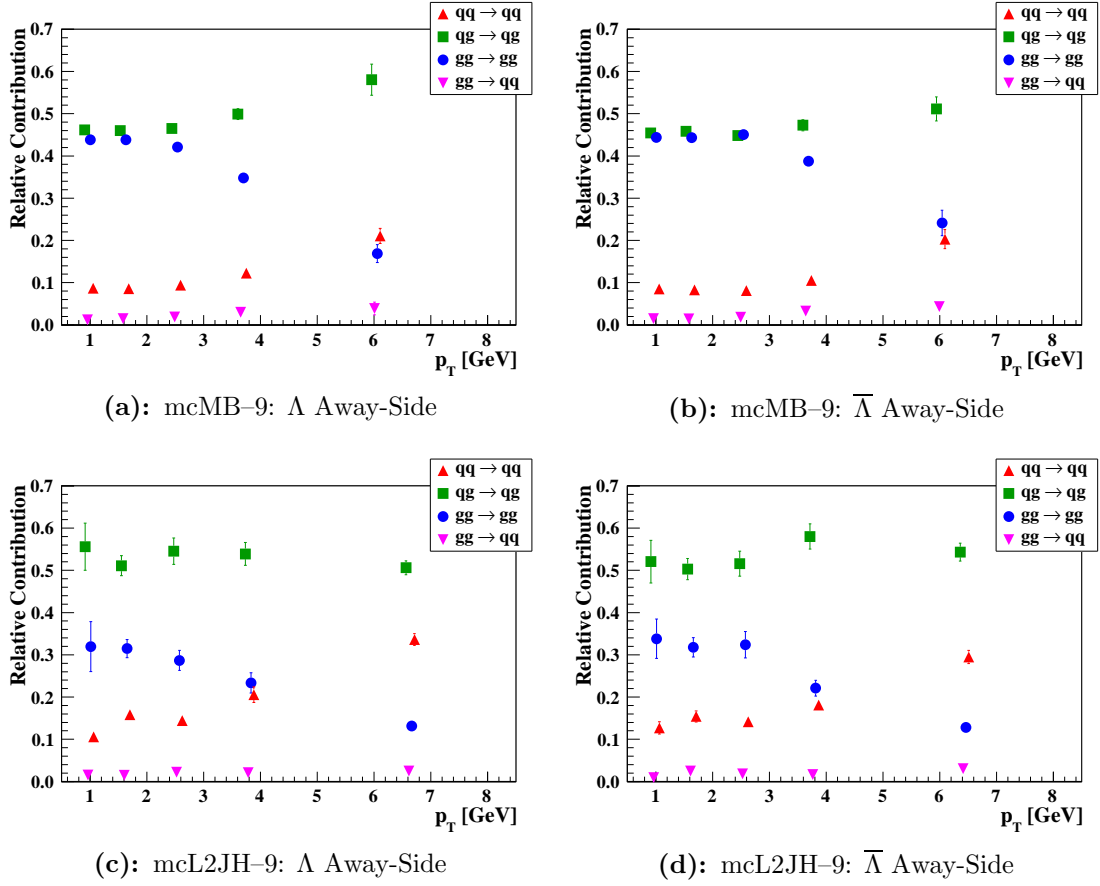 qq → qq
qg → qg
gg → gg
gg → qq
Relative Contribution
0.7
0.6
0.5
0.4
0.3
0.2
0.1
0.0
1 2 3 4 5 6 7 8
p_T [GeV]
(a): mcMB–9: Λ Away-Side
qq → qq
qg → qg
gg → gg
gg → qq
Relative Contribution
0.7
0.6
0.5
0.4
0.3
0.2
0.1
0.0
1 2 3 4 5 6 7 8
p_T [GeV]
(b): mcMB–9: Λ̅ Away-Side
qq → qq
qg → qg
gg → gg
gg → qq
Relative Contribution
0.7
0.6
0.5
0.4
0.3
0.2
0.1
0.0
1 2 3 4 5 6 7 8
p_T [GeV]
(c): mcL2JH–9: Λ Away-Side
qq → qq
qg → qg
gg → gg
gg → qq
Relative Contribution
0.7
0.6
0.5
0.4
0.3
0.2
0.1
0.0
1 2 3 4 5 6 7 8
p_T [GeV]
(d): mcL2JH–9: Λ̅ Away-Side